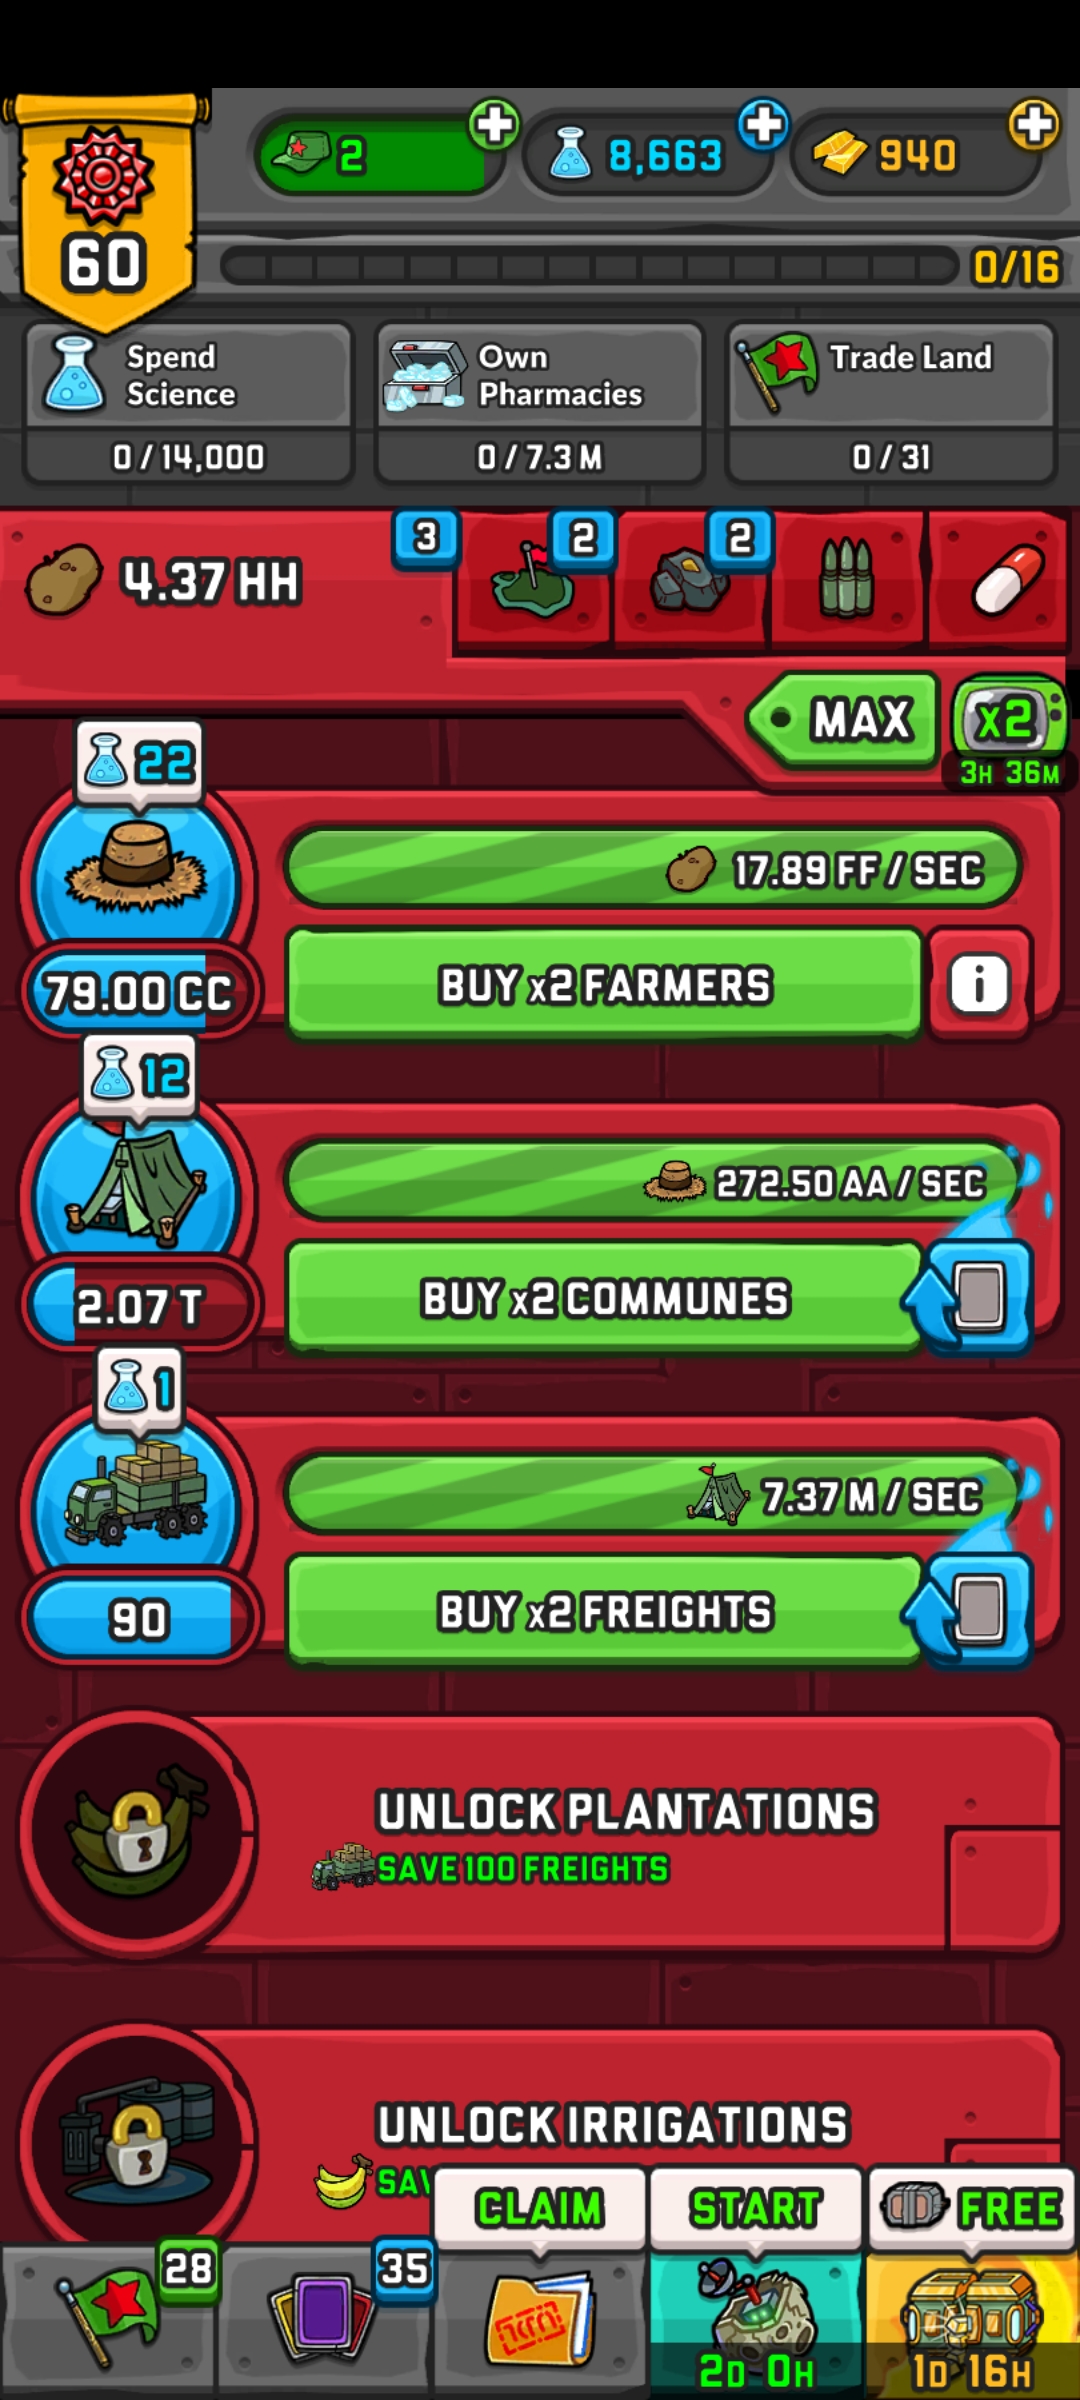 2
8,663
940
60
0/16
Spend
Science
0/14,000
Own
Pharmacies
0/7.3 M
Trade Land
0/31
4.37 HH
3
2
2
MAX
x2
3H 36M
22
17.89 FF / SEC
BUY x2 FARMERS
i
79.00 CC
12
272.50 AA / SEC
BUY x2 COMMUNES
2.07 T
1
7.37 M / SEC
BUY x2 FREIGHTS
90
UNLOCK PLANTATIONS
SAVE 100 FREIGHTS
UNLOCK IRRIGATIONS
CLAIM
START
FREE
28
35
2D 0H
1D 16H